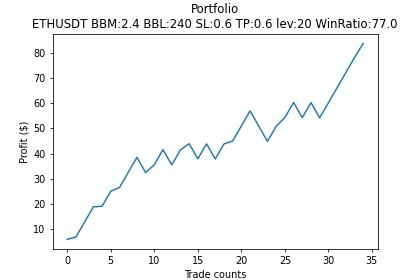 Portfolio
ETHUSDT BBM:2.4 BBL:240 SL:0.6 TP:0.6 lev:20 WinRatio:77.0
80
70
60
50
40
30
20
10
Profit ($)
0 5 10 15 20 25 30 35
Trade counts